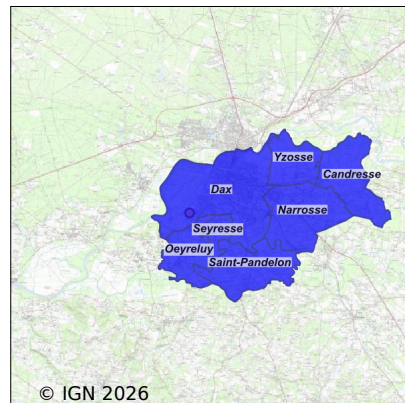 Yzosse
Candresse
Dax
Narrosse
Seyresse
Oeyreluy
Saint-Pandelon
© IGN 2026